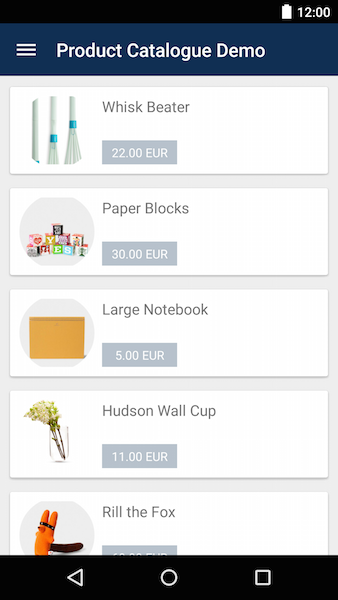 12:00
Product Catalogue Demo
Whisk Beater
22.00 EUR
Paper Blocks
30.00 EUR
Large Notebook
5.00 EUR
Hudson Wall Cup
11.00 EUR
Rill the Fox